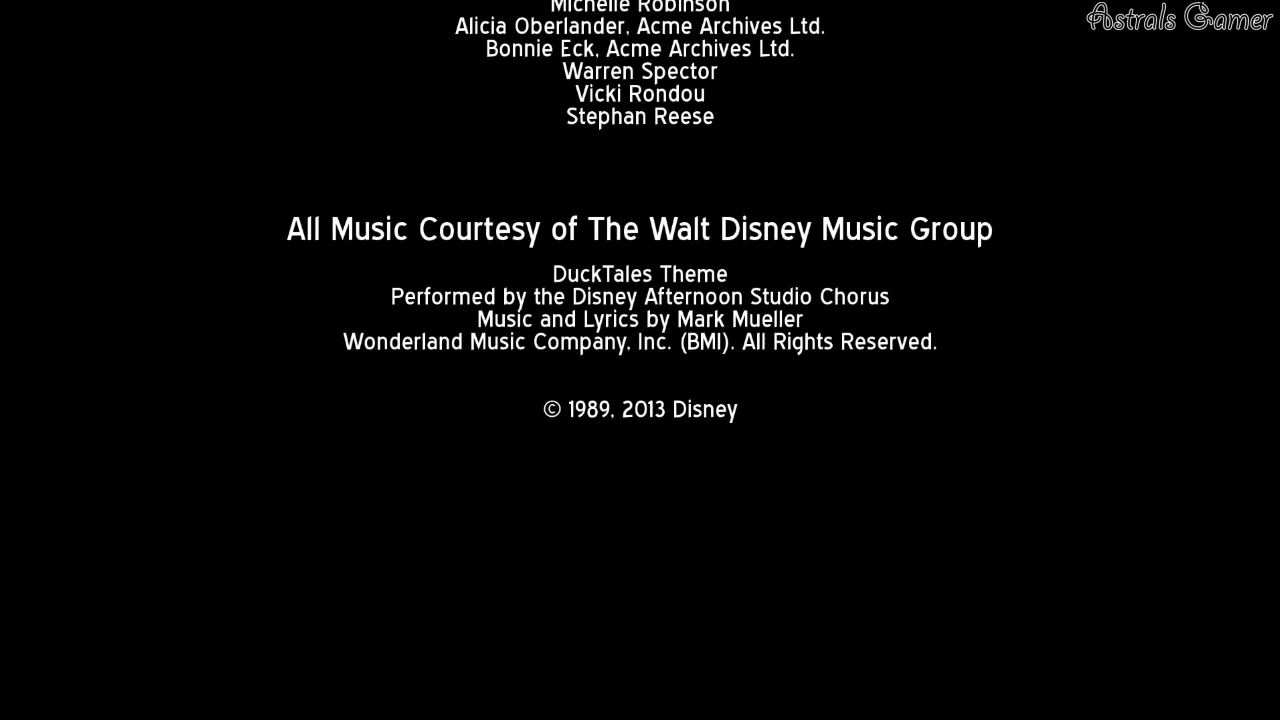 Astrals Gamer
Michelle Robinson
Alicia Oberlander, Acme Archives Ltd.
Bonnie Eck, Acme Archives Ltd.
Warren Spector
Vicki Rondou
Stephan Reese
All Music Courtesy of The Walt Disney Music Group
DuckTales Theme
Performed by the Disney Afternoon Studio Chorus
Music and Lyrics by Mark Mueller
Wonderland Music Company, Inc. (BMI). All Rights Reserved.
© 1989, 2013 Disney